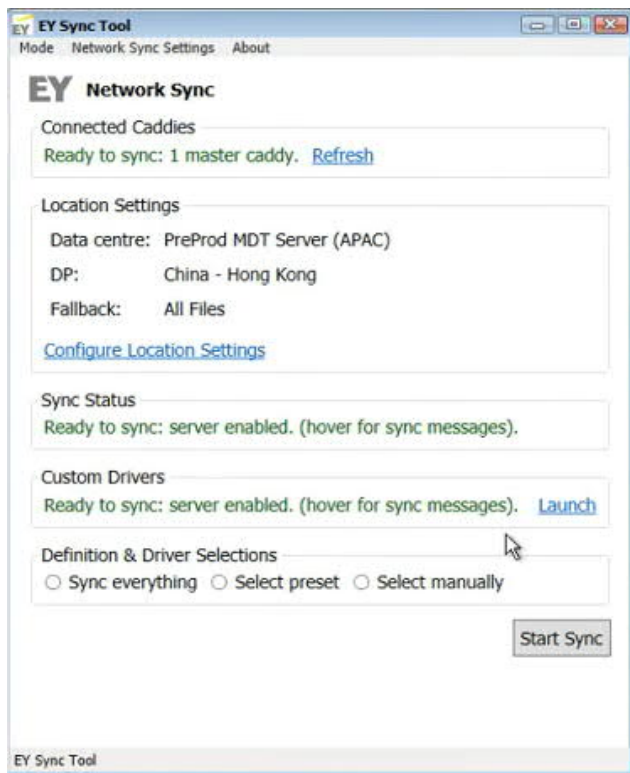 EY EY Sync Tool
Mode Network Sync Settings About
EY Network Sync
Connected Caddies
Ready to sync: 1 master caddy. Refresh
Location Settings
Data centre: PreProd MDT Server (APAC)
DP: China - Hong Kong
Fallback: All Files
Configure Location Settings
Sync Status
Ready to sync: server enabled. (hover for sync messages).
Custom Drivers
Ready to sync: server enabled. (hover for sync messages). Launch
Definition & Driver Selections
Sync everything Select preset Select manually
Start Sync
EY Sync Tool